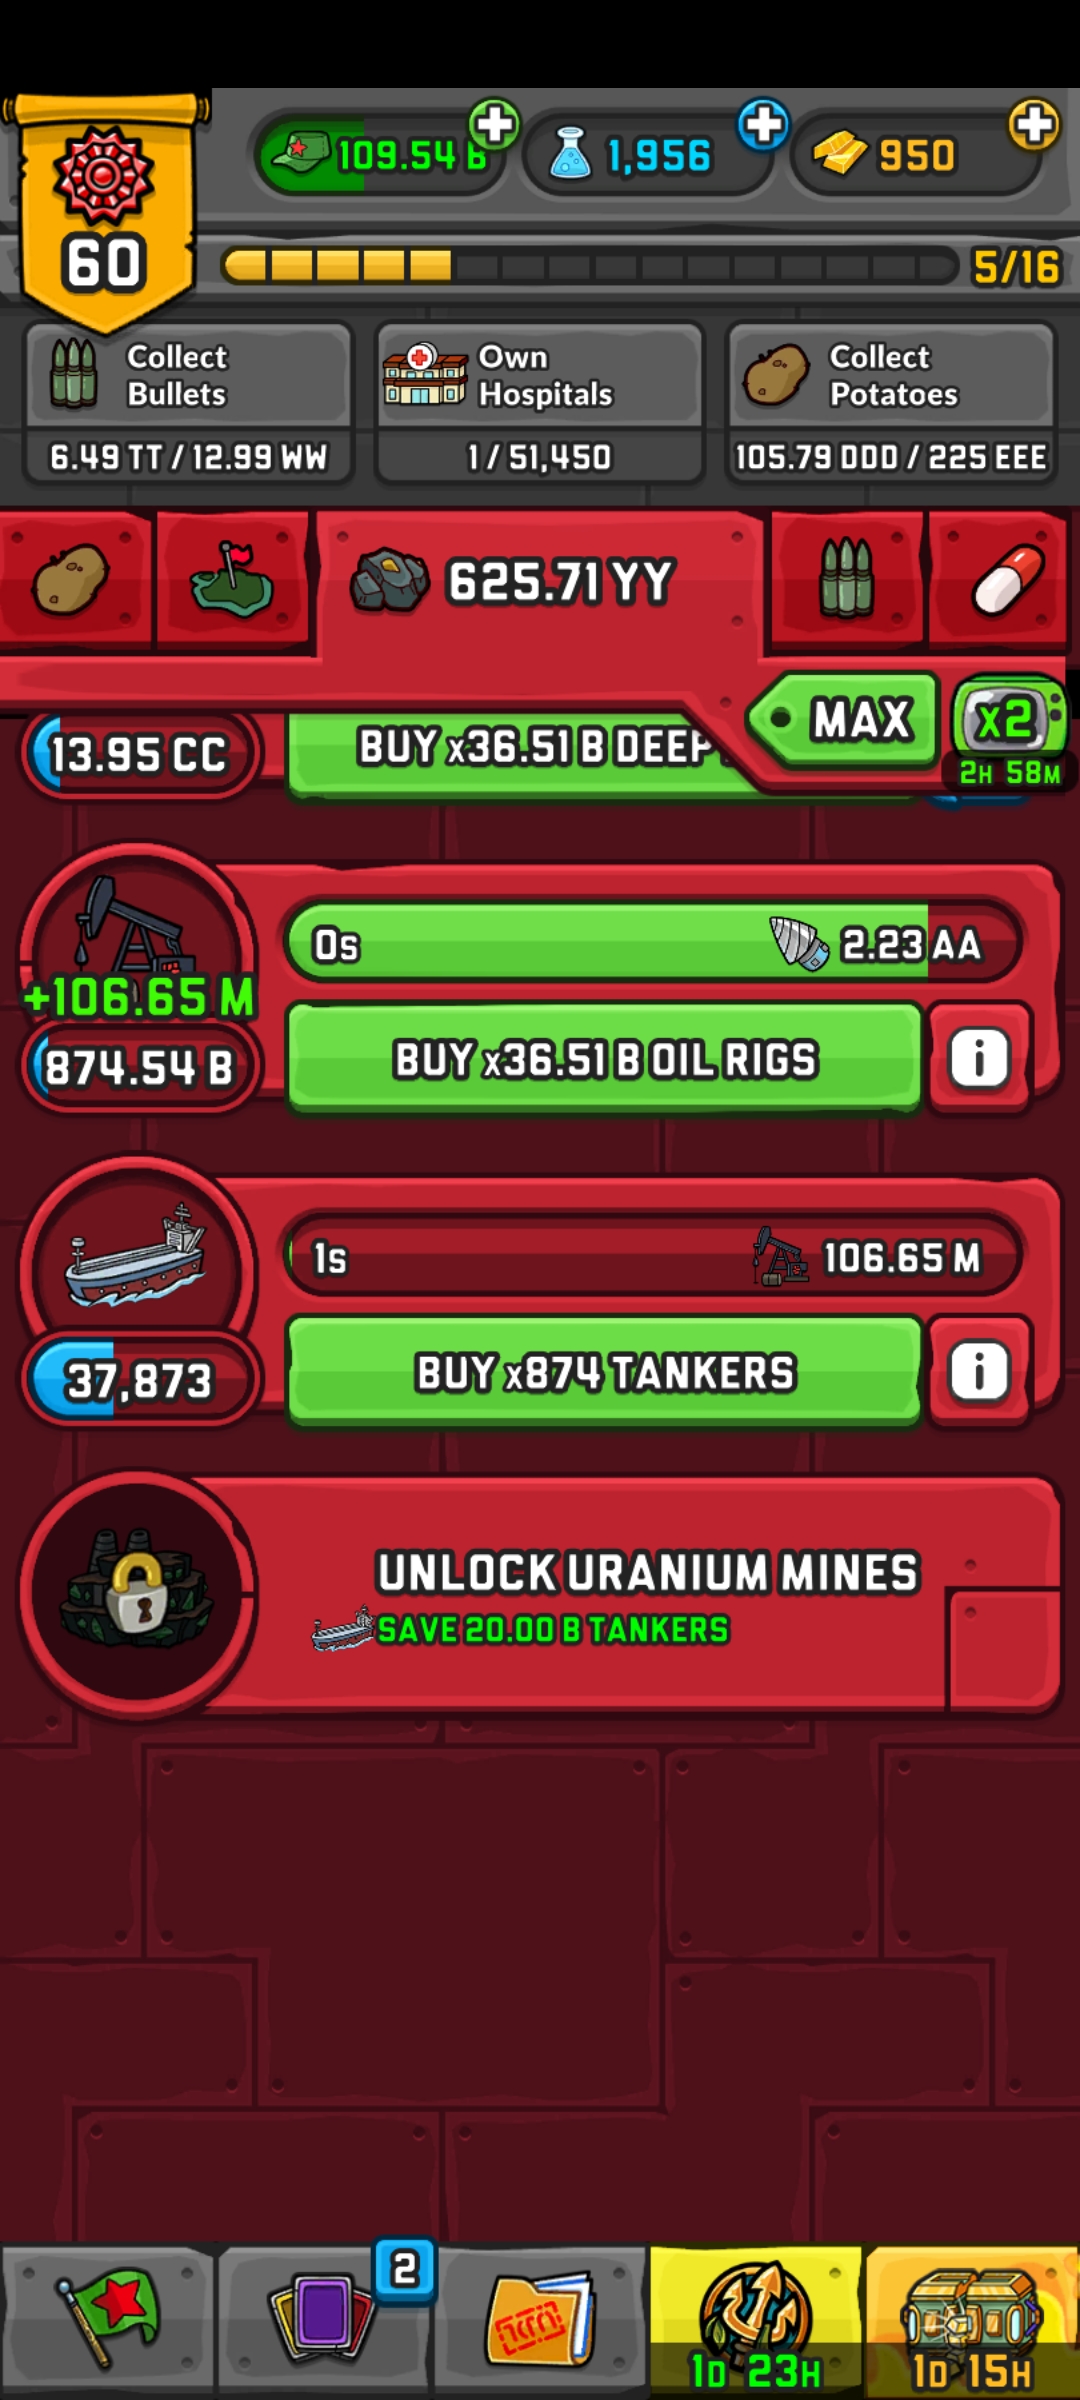 60
109.54 B
1,956
950
5/16
Collect
Bullets
6.49 TT / 12.99 WW
Own
Hospitals
1 / 51,450
Collect
Potatoes
105.79 DDD / 225 EEE
625.71 YY
MAX
x2
2H 58M
13.95 CC
BUY x36.51 B DEEP
0s
2.23 AA
+106.65 M
874.54 B
BUY x36.51 B OIL RIGS
i
1s
106.65 M
37,873
BUY x874 TANKERS
i
UNLOCK URANIUM MINES
SAVE 20.00 B TANKERS
2
1D 23H
1D 15H